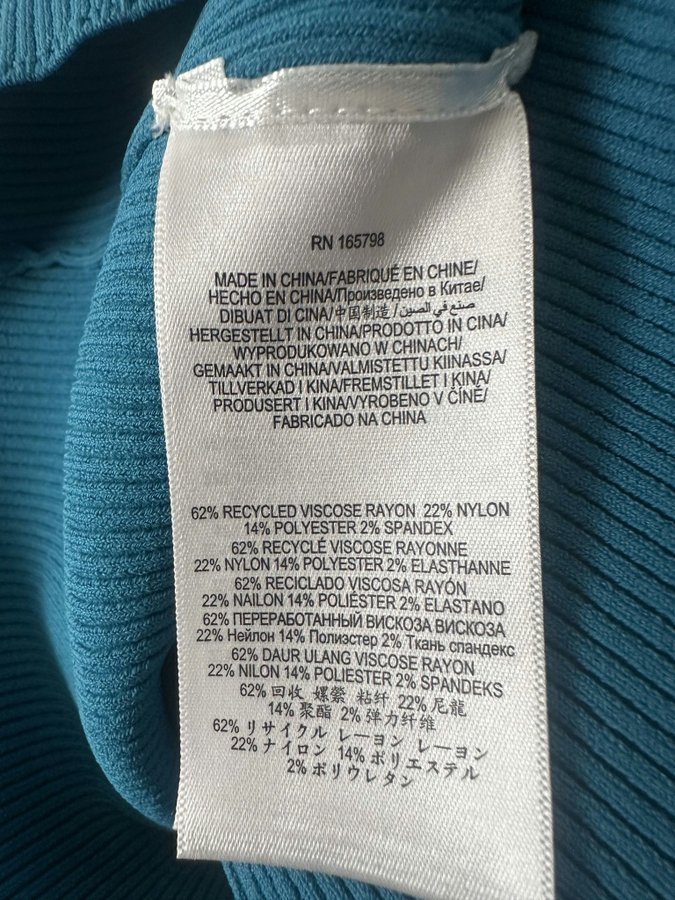 RN 165798
MADE IN CHINA/FABRIQUÉ EN CHINE/
HECHO EN CHINA/Произведено в Китае/
DIBUAT DI CINA/中国制造/صنع في الصين/
HERGESTELLT IN CHINA/PRODOTTO IN CINA/
WYPRODUKOWANO W CHINACH/
GEMAAKT IN CHINA/VALMISTETTU KIINASSA/
TILLVERKAD I KINA/FREMSTILLET I KINA/
PRODUSERT I KINA/VYROBENO V ČÍNĚ/
FABRICADO NA CHINA
62% RECYCLED VISCOSE RAYON 22% NYLON
14% POLYESTER 2% SPANDEX
62% RECYCLÉ VISCOSE RAYONNE
22% NYLON 14% POLYESTER 2% ELASTHANNE
62% RECICLADO VISCOSA RAYÓN
22% NAILON 14% POLIÉSTER 2% ELASTANO
62% ПЕРЕРАБОТАННЫЙ ВИСКОЗА ВИСКОЗА
22% Нейлон 14% Полиэстер 2% Ткань спандекс
62% DAUR ULANG VISCOSE RAYON
22% NILON 14% POLIESTER 2% SPANDEKS
62% 回收 嫘縈 粘纤 22% 尼龍
14% 聚酯 2% 弹力纤维
62% リサイクル レーヨン レーヨン
22% ナイロン 14% ポリエステル
2% ポリウレタン